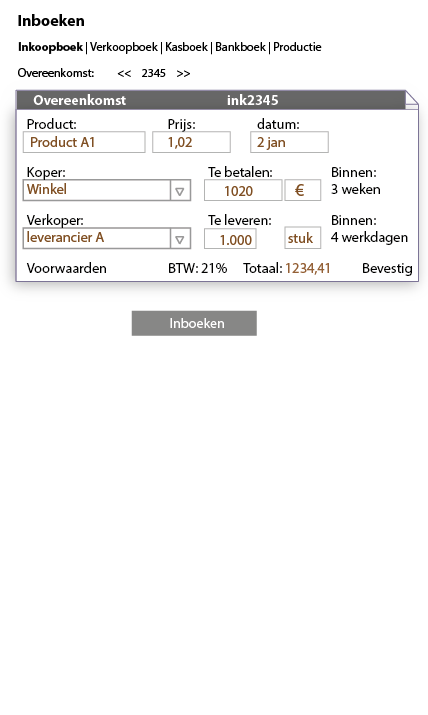 Inboeken
Inkoopboek | Verkoopboek | Kasboek | Bankboek | Productie
Overeenkomst: << 2345 >>
Overeenkomst ink2345
Product: Prijs: datum:
Product A1 1,02 2 jan
Koper: Te betalen: Binnen:
Winkel 1020 € 3 weken
Verkoper: Te leveren: Binnen:
leverancier A 1.000 stuk 4 werkdagen
Voorwaarden BTW: 21% Totaal: 1234,41 Bevestig
Inboeken